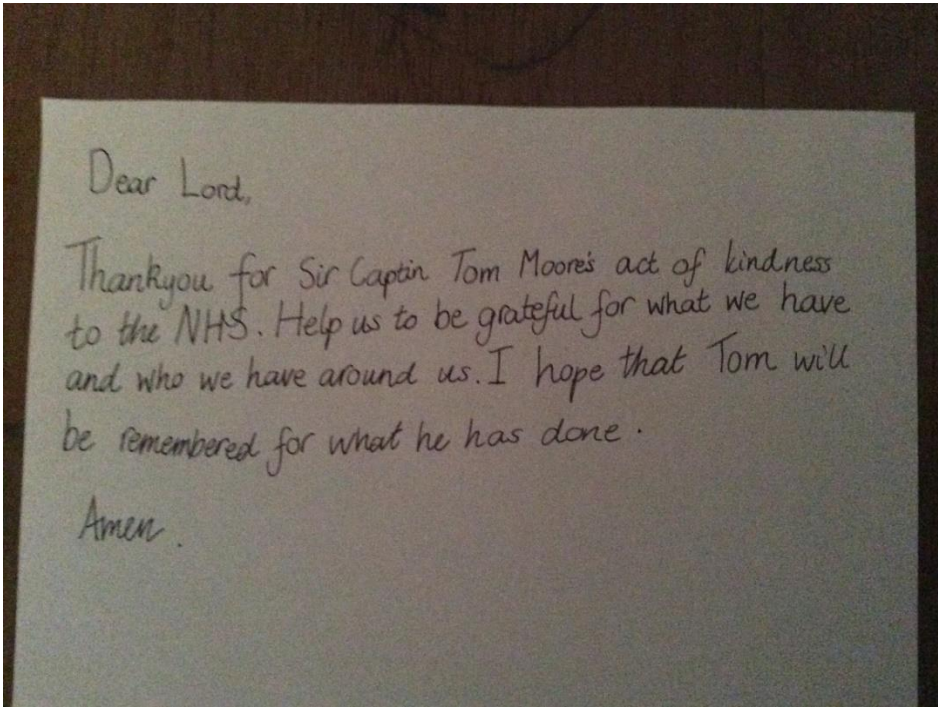 Dear Lord,
Thankyou for Sir Captin Tom Moore's act of kindness
to the NHS. Help us to be grateful for what we have
and who we have around us. I hope that Tom will
be remembered for what he has done.
Amen.